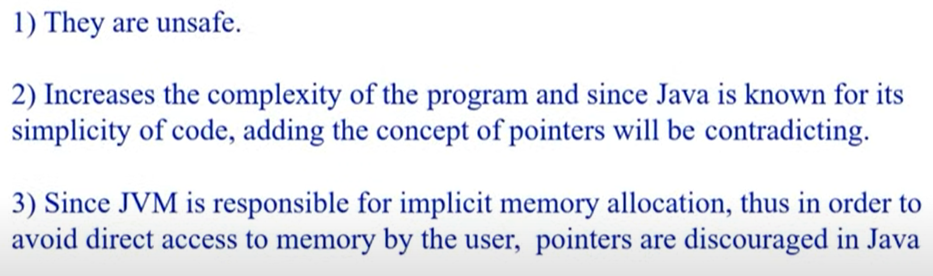 1) They are unsafe.
2) Increases the complexity of the program and since Java is known for its
simplicity of code, adding the concept of pointers will be contradicting.
3) Since JVM is responsible for implicit memory allocation, thus in order to
avoid direct access to memory by the user,  pointers are discouraged in Java